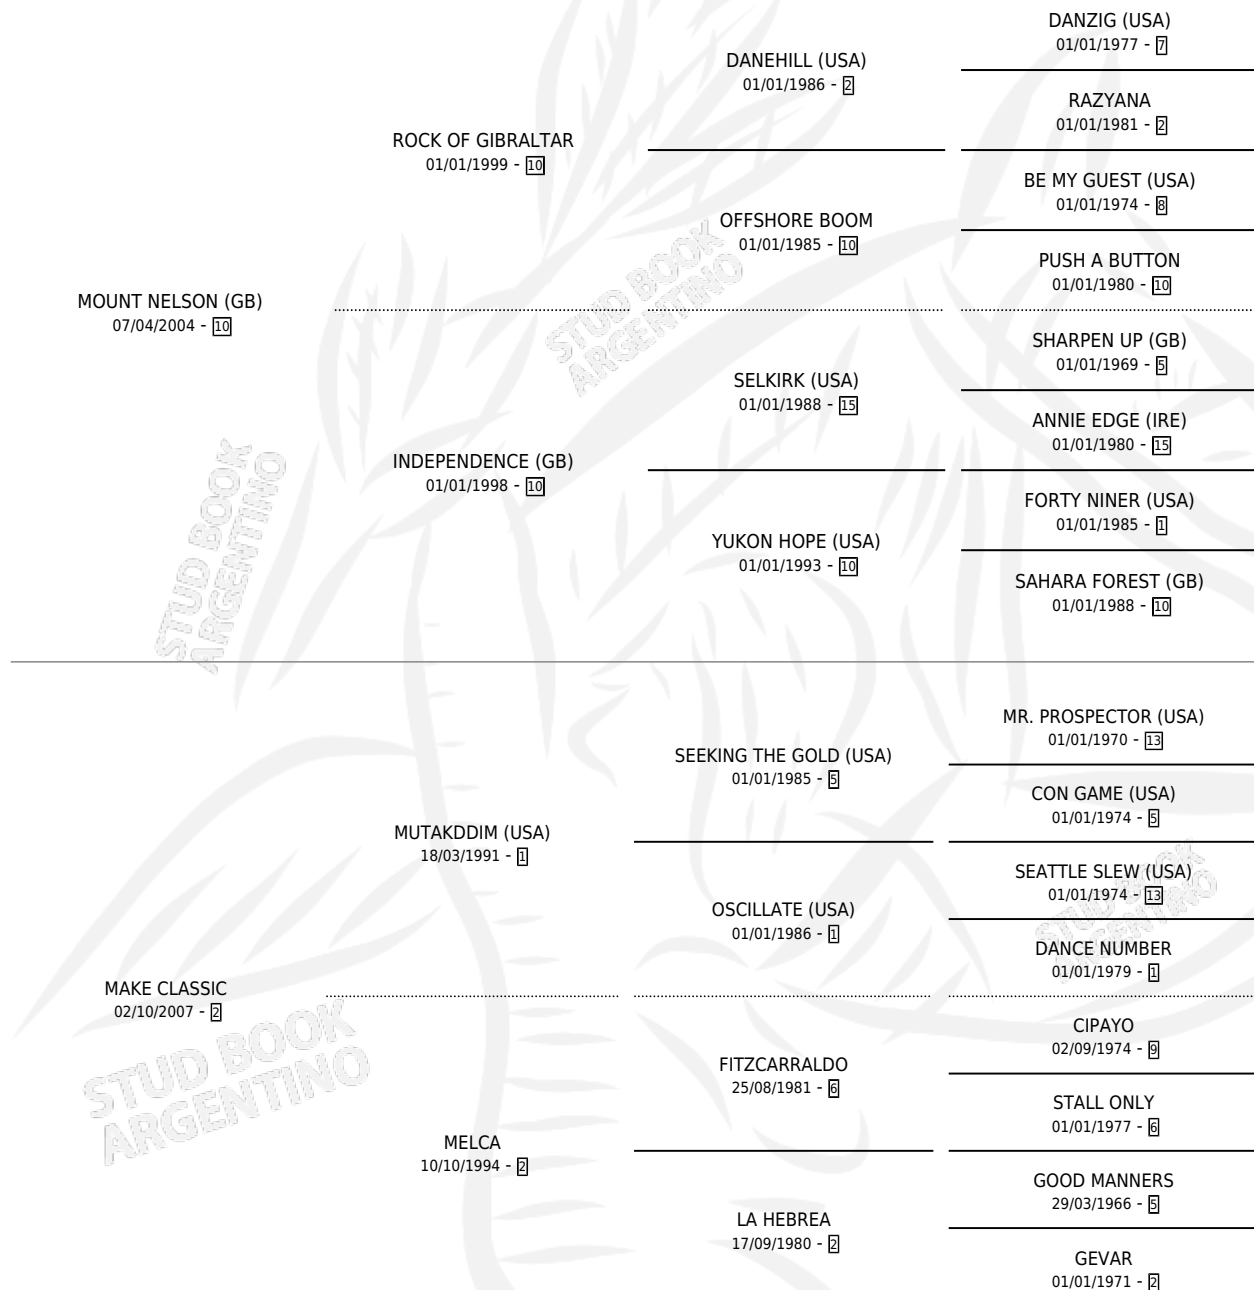 DANZIG (USA)
01/01/1977 - 7
DANEHILL (USA)
01/01/1986 - 2
RAZYANA
01/01/1981 - 2
ROCK OF GIBRALTAR
01/01/1999 - 10
BE MY GUEST (USA)
01/01/1974 - 8
OFFSHORE BOOM
01/01/1985 - 10
PUSH A BUTTON
01/01/1980 - 10
MOUNT NELSON (GB)
07/04/2004 - 10
STUD BOOK
ARGENTINO
SHARPEN UP (GB)
01/01/1969 - 5
SELKIRK (USA)
01/01/1988 - 15
ANNIE EDGE (IRE)
01/01/1980 - 15
INDEPENDENCE (GB)
01/01/1998 - 10
FORTY NINER (USA)
01/01/1985 - 1
YUKON HOPE (USA)
01/01/1993 - 10
SAHARA FOREST (GB)
01/01/1988 - 10
STUD BOOK
ARGENTINO
MR. PROSPECTOR (USA)
01/01/1970 - 13
SEEKING THE GOLD (USA)
01/01/1985 - 5
CON GAME (USA)
01/01/1974 - 5
MUTAKDDIM (USA)
18/03/1991 - 1
SEATTLE SLEW (USA)
01/01/1974 - 13
OSCILLATE (USA)
01/01/1986 - 1
STUD BOOK
ARGENTINO
DANCE NUMBER
01/01/1979 - 1
MAKE CLASSIC
02/10/2007 - 2
CIPAYO
02/09/1974 - 9
FITZCARRALDO
25/08/1981 - 6
STALL ONLY
01/01/1977 - 6
STUD BOOK
ARGENTINO
MELCA
10/10/1994 - 2
GOOD MANNERS
29/03/1966 - 5
LA HEBREA
17/09/1980 - 2
GEVAR
01/01/1971 - 2